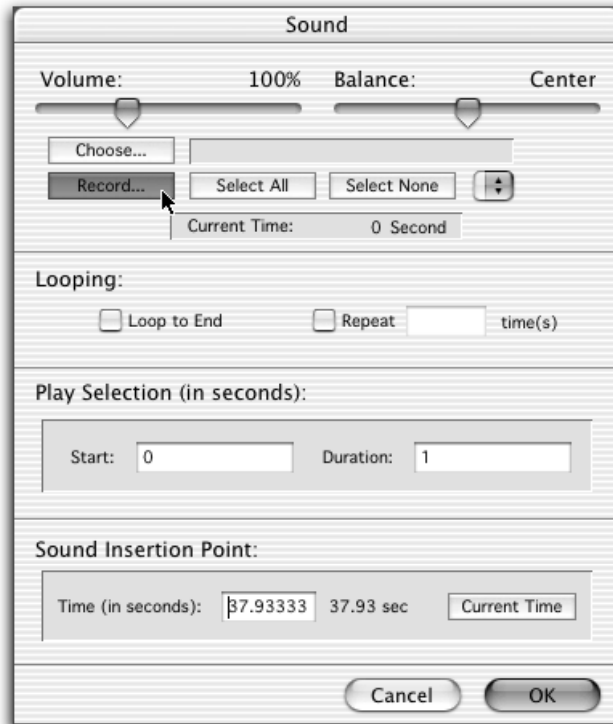 Sound
Volume: 100% Balance: Center
Choose...
Record... Select All Select None
Current Time: 0 Second
Looping:
Loop to End Repeat time(s)
Play Selection (in seconds):
Start: 0 Duration: 1
Sound Insertion Point:
Time (in seconds): 37.93333 37.93 sec Current Time
Cancel OK